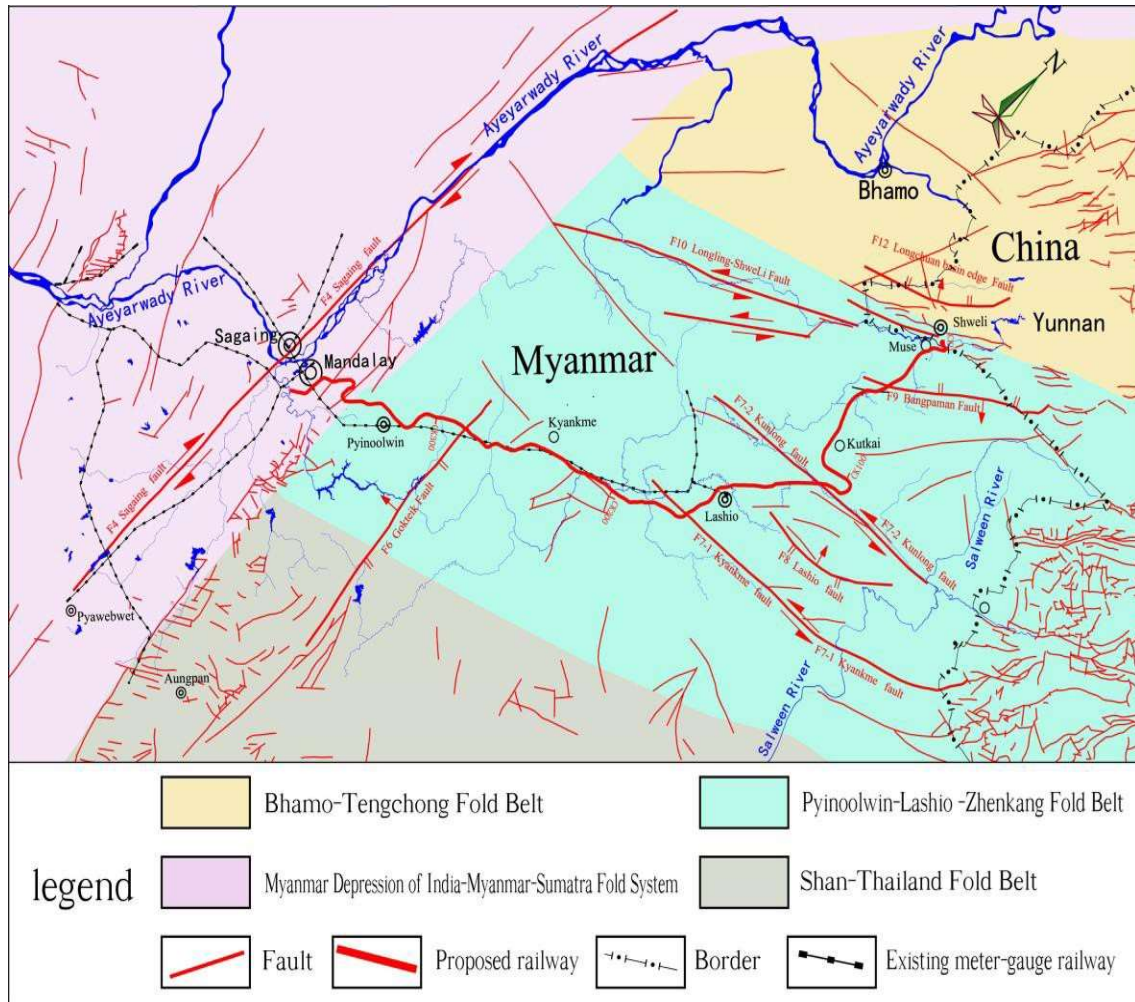 Ayeyarwady River
Ayeyarwady River
N
Bhamo
China
F12 Longchuan basin edge Fault
F10 Longling-ShweLi Fault
F4 Sagaing fault
Ayeyarwady River
Sagaing
Mandalay
Myanmar
Shweli
Yunnan
Muse
F9 Bangpaman Fault
Pyinoolwin
Kyankme
F7-2 Kunlong fault
Kutkai
CK100
DK300
DK200
Lashio
F4 Sagaing fault
F6 Gokteik Fault
F7-1 Kyankme fault
F8 Lashio fault
F7-2 Kunlong fault
Salween River
Pyawebwet
Aungpan
F7-1 Kyankme fault
Salween River
legend
Bhamo-Tengchong Fold Belt
Pyinoolwin-Lashio -Zhenkang Fold Belt
Myanmar Depression of India-Myanmar-Sumatra Fold System
Shan-Thailand Fold Belt
Fault
Proposed railway
Border
Existing meter-gauge railway